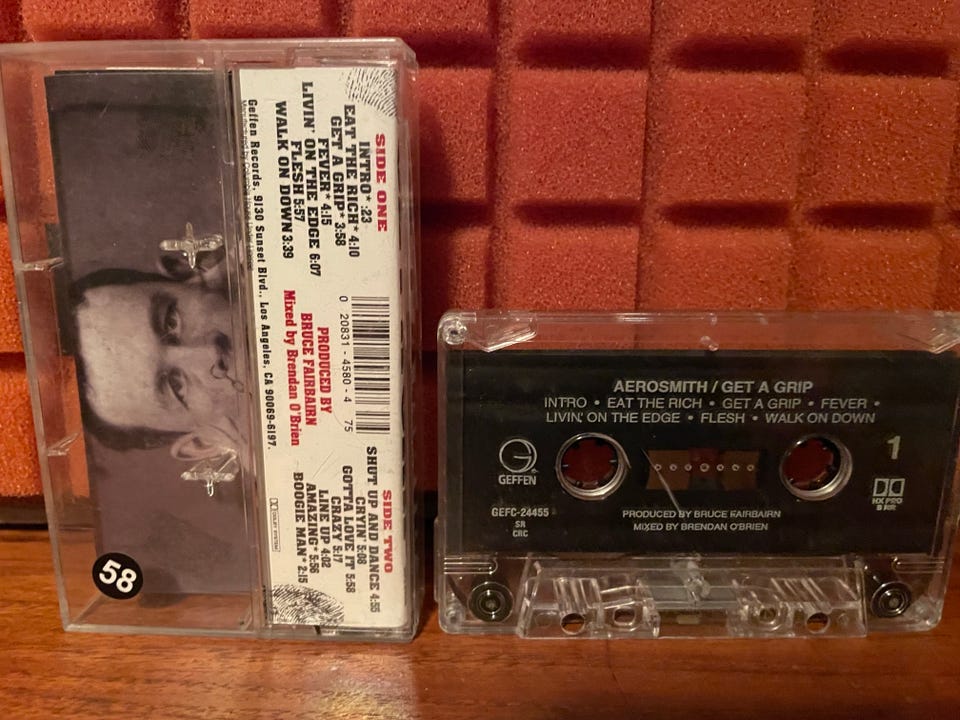 SIDE ONE
INTRO* :23
EAT THE RICH* 4:10
GET A GRIP* 3:58
FEVER* 4:15
LIVIN' ON THE EDGE 6:07
FLESH 5:57
WALK ON DOWN 3:39
0 20831-4580-4 75
PRODUCED BY
BRUCE FAIRBAIRN
Mixed by Brendan O'Brien
SIDE TWO
SHUT UP AND DANCE 4:55
CRYIN' 5:08
GOTTA LOVE IT 5:58
CRAZY 5:17
LINE UP 4:02
AMAZING* 5:56
BOOGIE MAN* 2:15
DOLBY SYSTEM
Geffen Records, 9130 Sunset Blvd., Los Angeles, CA 90069-6197.
58
AEROSMITH / GET A GRIP
INTRO • EAT THE RICH • GET A GRIP • FEVER •
LIVIN' ON THE EDGE • FLESH • WALK ON DOWN
G
GEFFEN
1
GEFC-24455
SR
CRC
PRODUCED BY BRUCE FAIRBAIRN
MIXED BY BRENDAN O'BRIEN
HX PRO
B NR